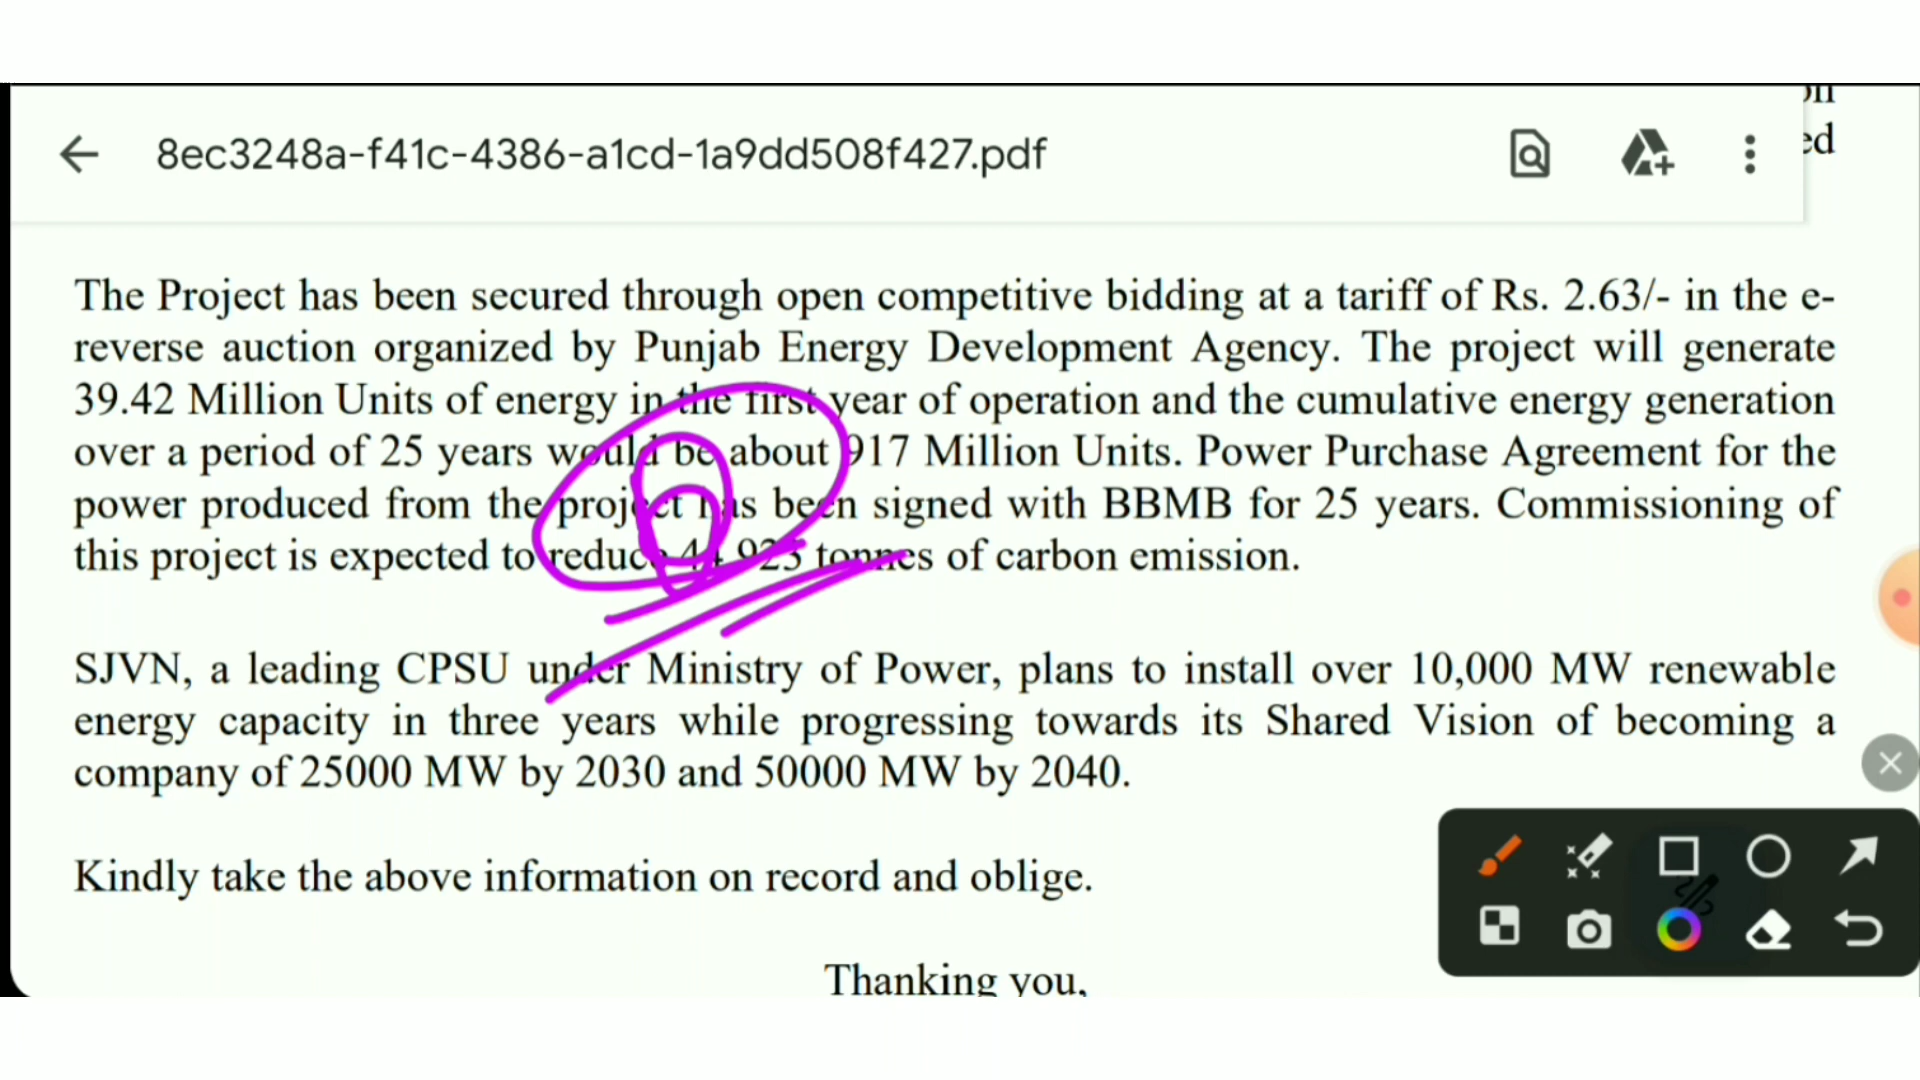 on
ed
8ec3248a-f41c-4386-a1cd-1a9dd508f427.pdf
The Project has been secured through open competitive bidding at a tariff of Rs. 2.63/- in the e-
reverse auction organized by Punjab Energy Development Agency. The project will generate
39.42 Million Units of energy in the first year of operation and the cumulative energy generation
over a period of 25 years would be about 917 Million Units. Power Purchase Agreement for the
power produced from the project has been signed with BBMB for 25 years. Commissioning of
this project is expected to reduce 44,923 tonnes of carbon emission.
SJVN, a leading CPSU under Ministry of Power, plans to install over 10,000 MW renewable
energy capacity in three years while progressing towards its Shared Vision of becoming a
company of 25000 MW by 2030 and 50000 MW by 2040.
Kindly take the above information on record and oblige.
Thanking you,